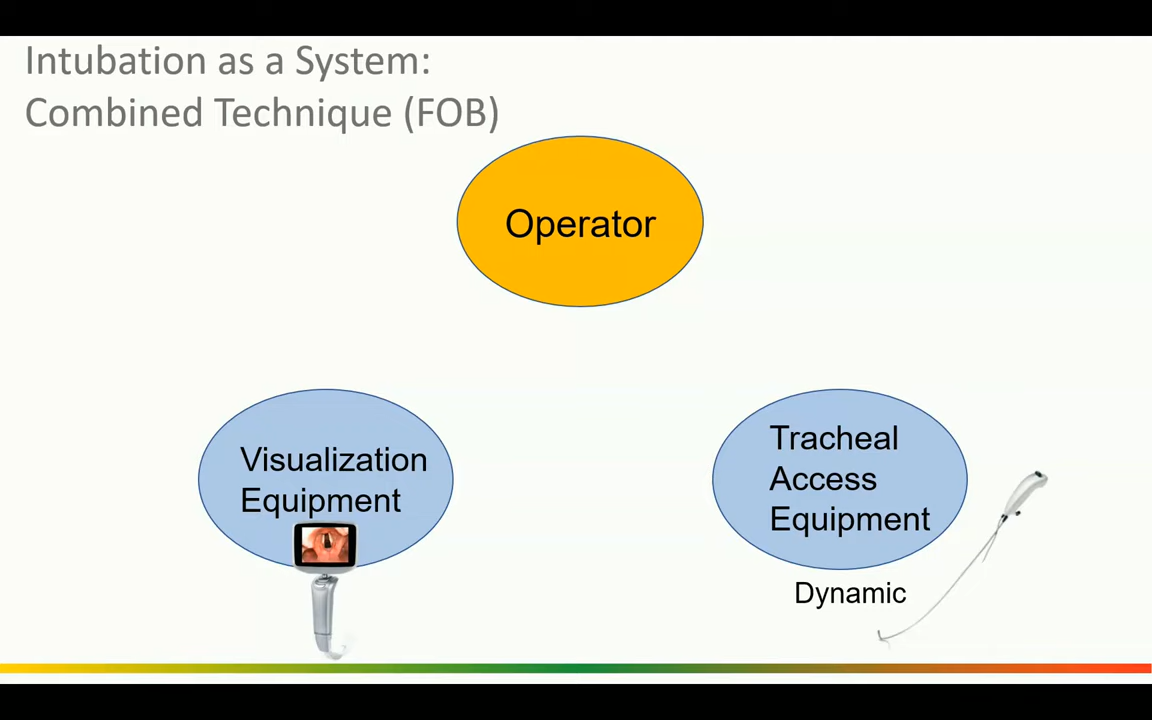 Intubation as a System:
Combined Technique (FOB)
Operator
Visualization
Equipment
Tracheal
Access
Equipment
Dynamic